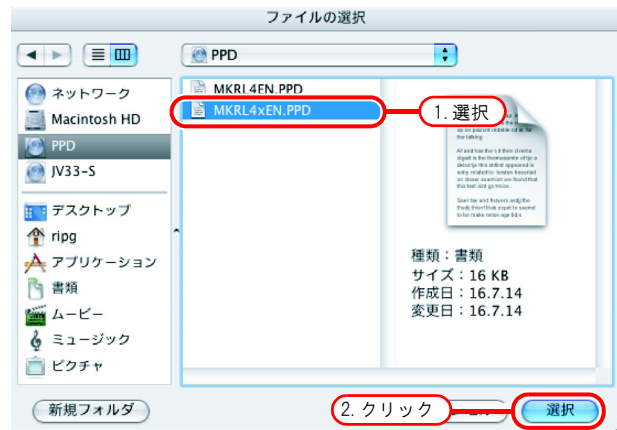 ファイルの選択
PPD
ネットワーク
Macintosh HD
PPD
JV33-S
デスクトップ
ripg
アプリケーション
書類
ムービー
ミュージック
ピクチャ
MKRL4EN.PPD
MKRL4xEN.PPD
1. 選択
種類：書類
サイズ：16 KB
作成日：16.7.14
変更日：16.7.14
新規フォルダ
2. クリック
選択